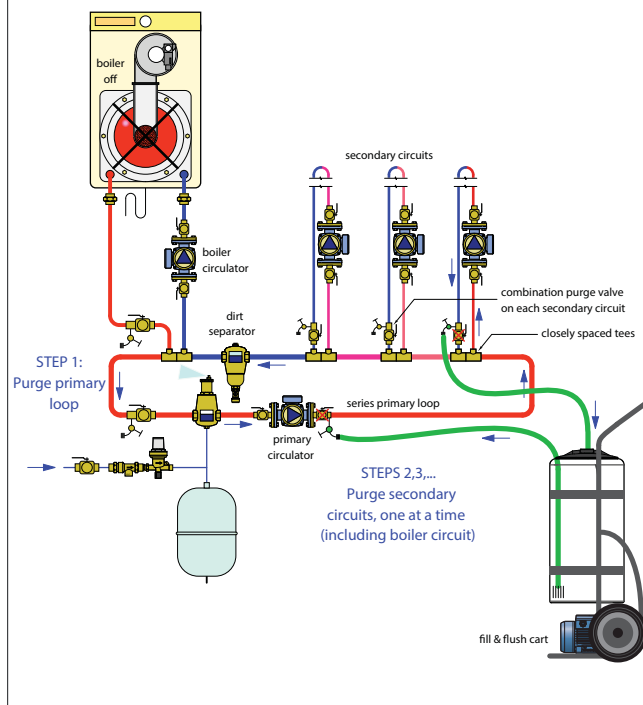 boiler
off
secondary circuits
boiler
circulator
combination purge valve
on each secondary circuit
dirt
separator
closely spaced tees
STEP 1:
Purge primary
loop
series primary loop
primary
circulator
STEPS 2,3,...
Purge secondary
circuits, one at a time
(including boiler circuit)
fill & flush cart